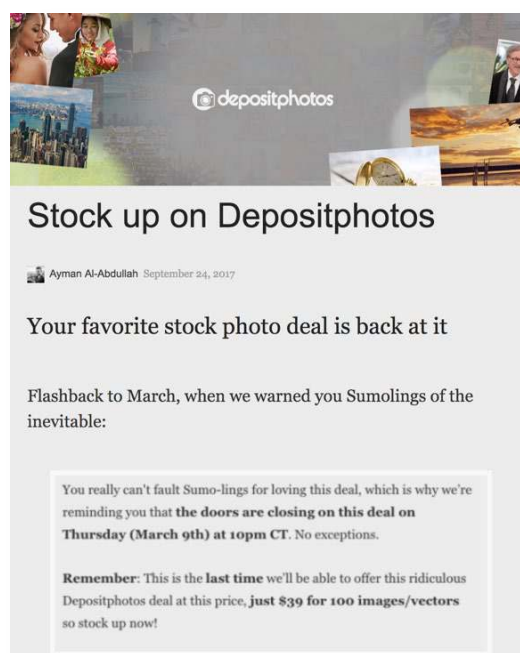 depositphotos
Stock up on Depositphotos
Ayman Al-Abdullah September 24, 2017
Your favorite stock photo deal is back at it
Flashback to March, when we warned you Sumolings of the
inevitable:
You really can't fault Sumo-lings for loving this deal, which is why we're
reminding you that the doors are closing on this deal on
Thursday (March 9th) at 10pm CT. No exceptions.
Remember: This is the last time we'll be able to offer this ridiculous
Depositphotos deal at this price, just $39 for 100 images/vectors
so stock up now!